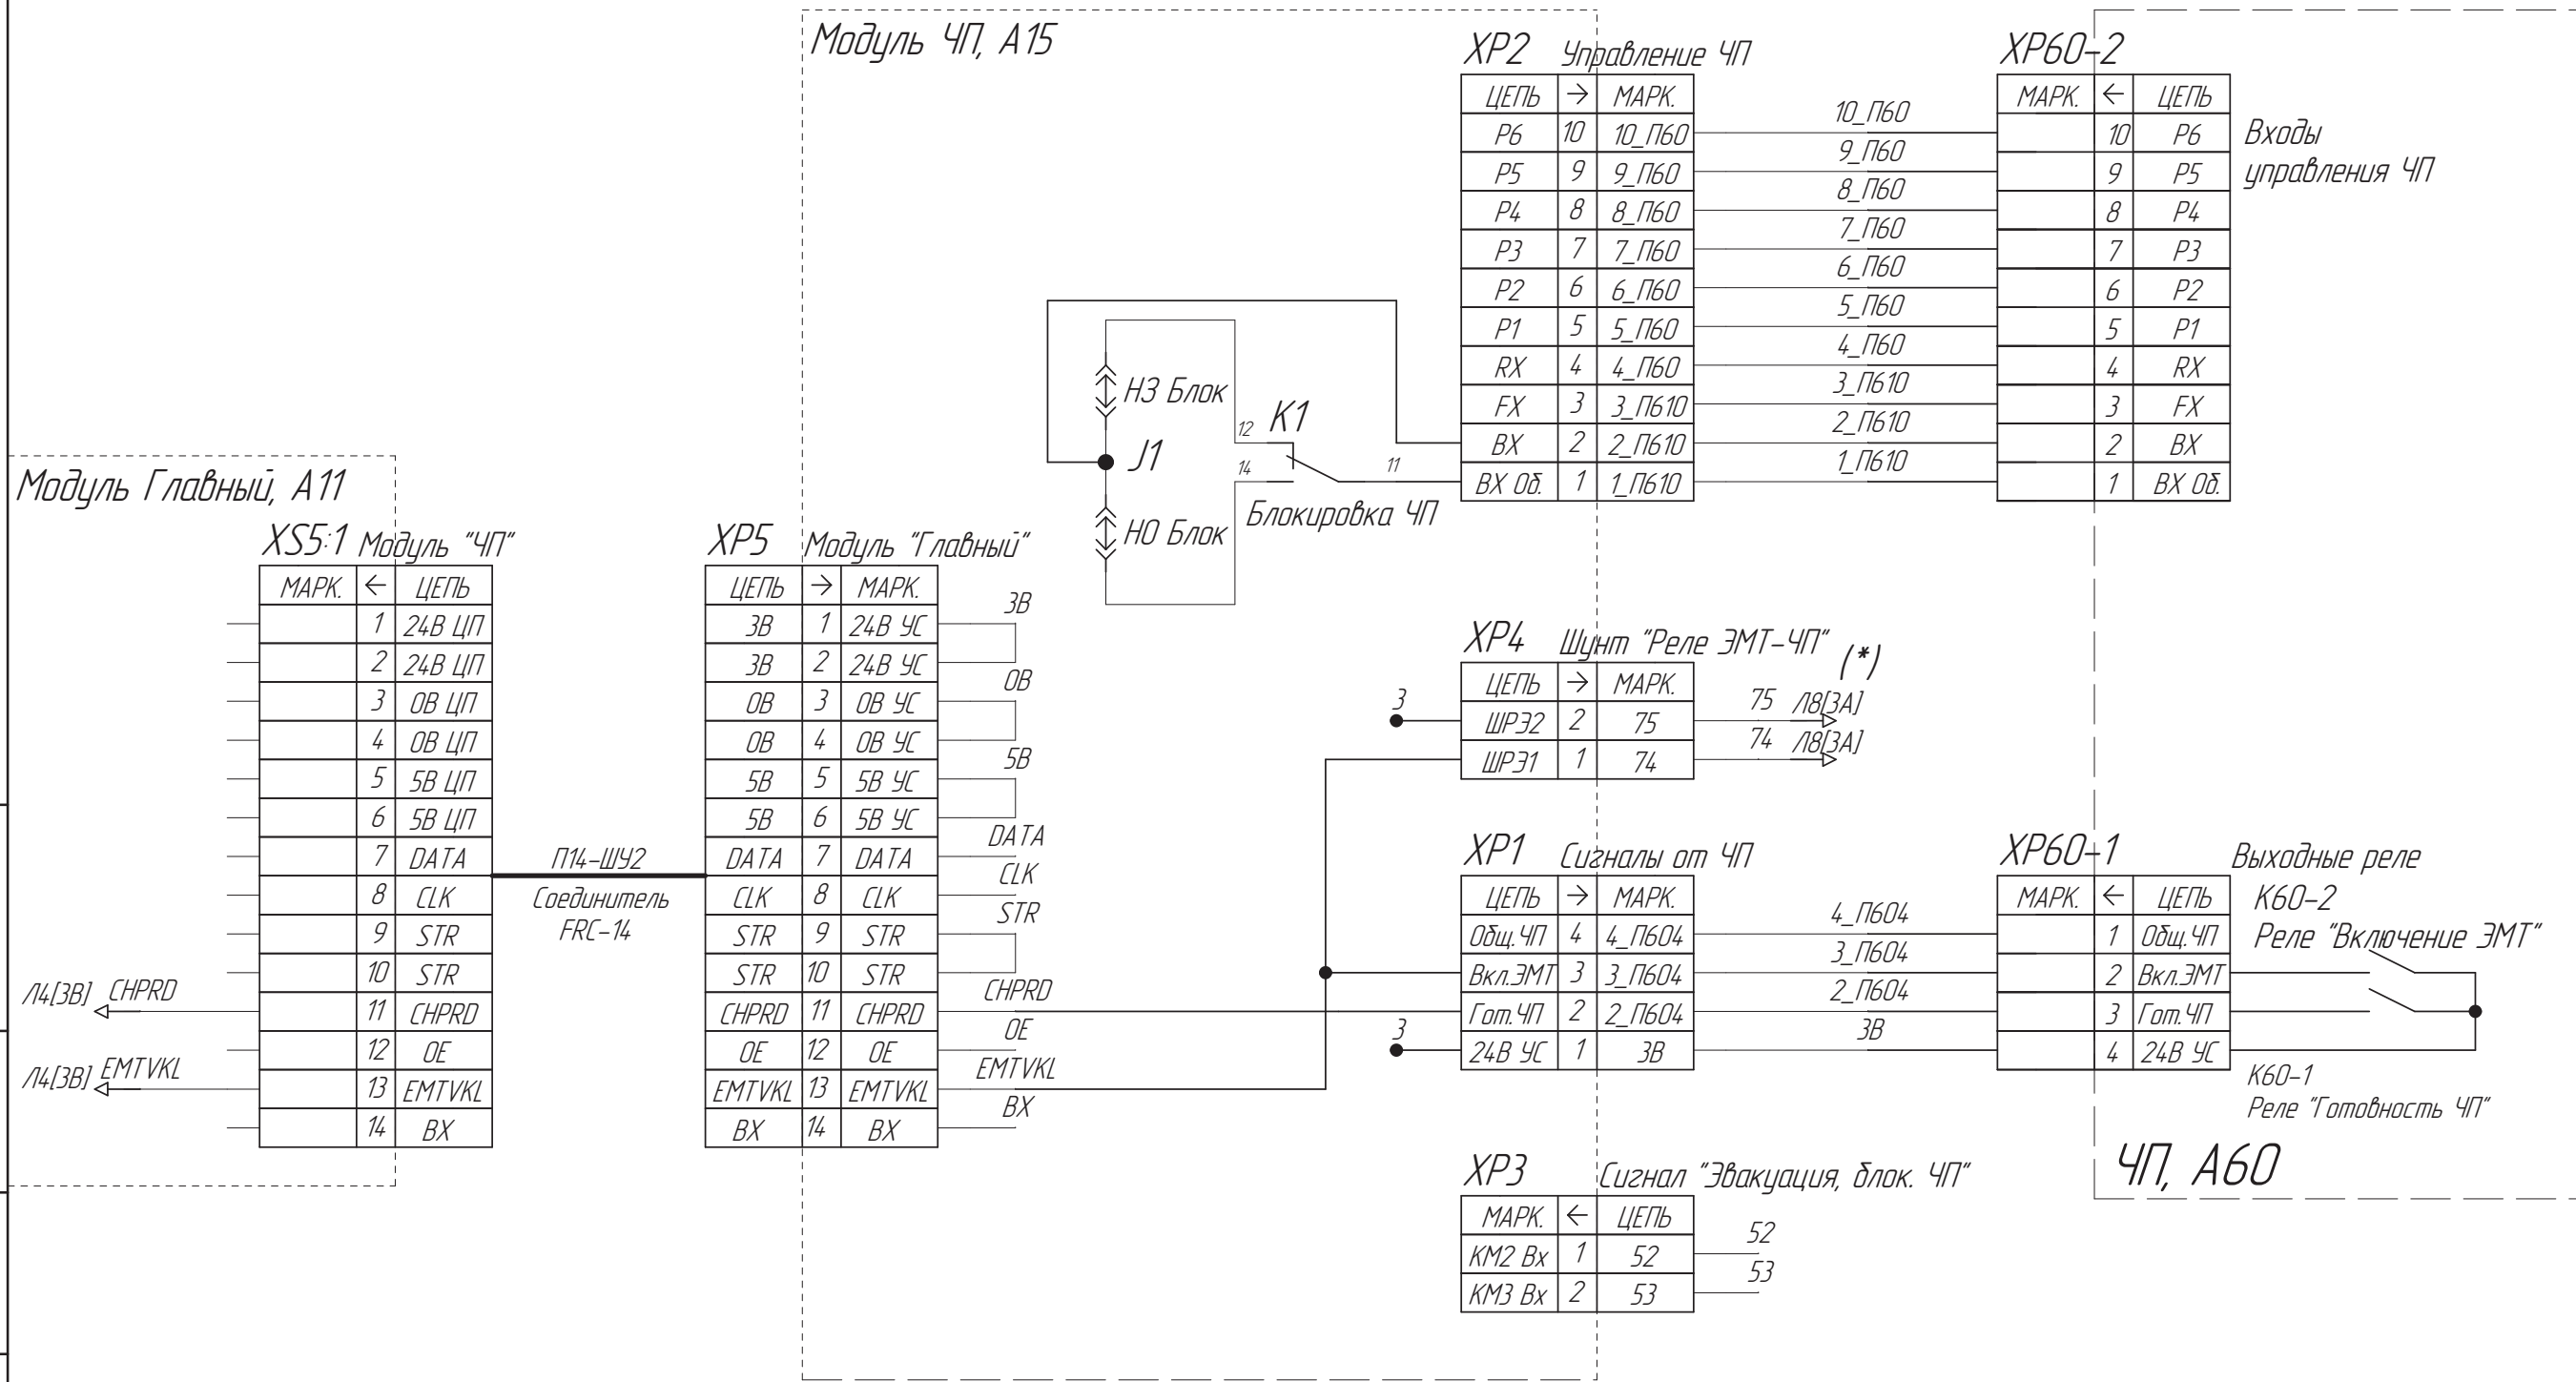 Модуль ЧП, А15
XP2 Управление ЧП
ЦЕПЬ → МАРК.
P6 10 10_П60
P5 9 9_П60
P4 8 8_П60
P3 7 7_П60
P2 6 6_П60
P1 5 5_П60
RX 4 4_П60
FX 3 3_П610
BX 2 2_П610
ВХ Об. 1 1_П610
10_П60
9_П60
8_П60
7_П60
6_П60
5_П60
4_П60
3_П610
2_П610
1_П610
XP60-2
МАРК. ← ЦЕПЬ
10 P6
9 P5
8 P4
7 P3
6 P2
5 P1
4 RX
3 FX
2 BX
1 ВХ Об.
Входы
управления ЧП
НЗ Блок
J1
НО Блок
12 K1
14
11
Блокировка ЧП
Модуль Главный, А11
XS5:1 Модуль "ЧП"
МАРК. ← ЦЕПЬ
1 24В ЦП
2 24В ЦП
3 0В ЦП
4 0В ЦП
5 5В ЦП
6 5В ЦП
7 DATA
8 CLK
9 STR
10 STR
11 CHPRD
12 OE
13 EMTVKL
14 BX
Л4[3В] CHPRD
Л4[3В] EMTVKL
П14-ШУ2
Соединитель
FRC-14
XP5 Модуль "Главный"
ЦЕПЬ → МАРК.
3В 1 24В УС
3В 2 24В УС
0В 3 0В УС
0В 4 0В УС
5В 5 5В УС
5В 6 5В УС
DATA 7 DATA
CLK 8 CLK
STR 9 STR
STR 10 STR
CHPRD 11 CHPRD
OE 12 OE
EMTVKL 13 EMTVKL
BX 14 BX
3В
0В
5В
DATA
CLK
STR
CHPRD
OE
EMTVKL
BX
XP4 Шунт "Реле ЭМТ-ЧП" (*)
ЦЕПЬ → МАРК.
3 ШРЭ2 2 75 75 Л8[3А]
ШРЭ1 1 74 74 Л8[3А]
XP1 Сигналы от ЧП
ЦЕПЬ → МАРК.
Общ.ЧП 4 4_П604
Вкл.ЭМТ 3 3_П604
Гот.ЧП 2 2_П604
3 24В УС 1 3В
4_П604
3_П604
2_П604
3В
XP60-1
МАРК. ← ЦЕПЬ
1 Общ.ЧП
2 Вкл.ЭМТ
3 Гот.ЧП
4 24В УС
Выходные реле
К60-2
Реле "Включение ЭМТ"
К60-1
Реле "Готовность ЧП"
ЧП, А60
XP3 Сигнал "Эвакуация, блок. ЧП"
МАРК. ← ЦЕПЬ
КМ2 Вх 1 52 52
КМ3 Вх 2 53 53